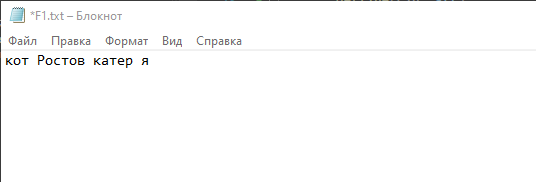 *F1.txt – Блокнот
Файл Правка Формат Вид Справка
кот Ростов катер я